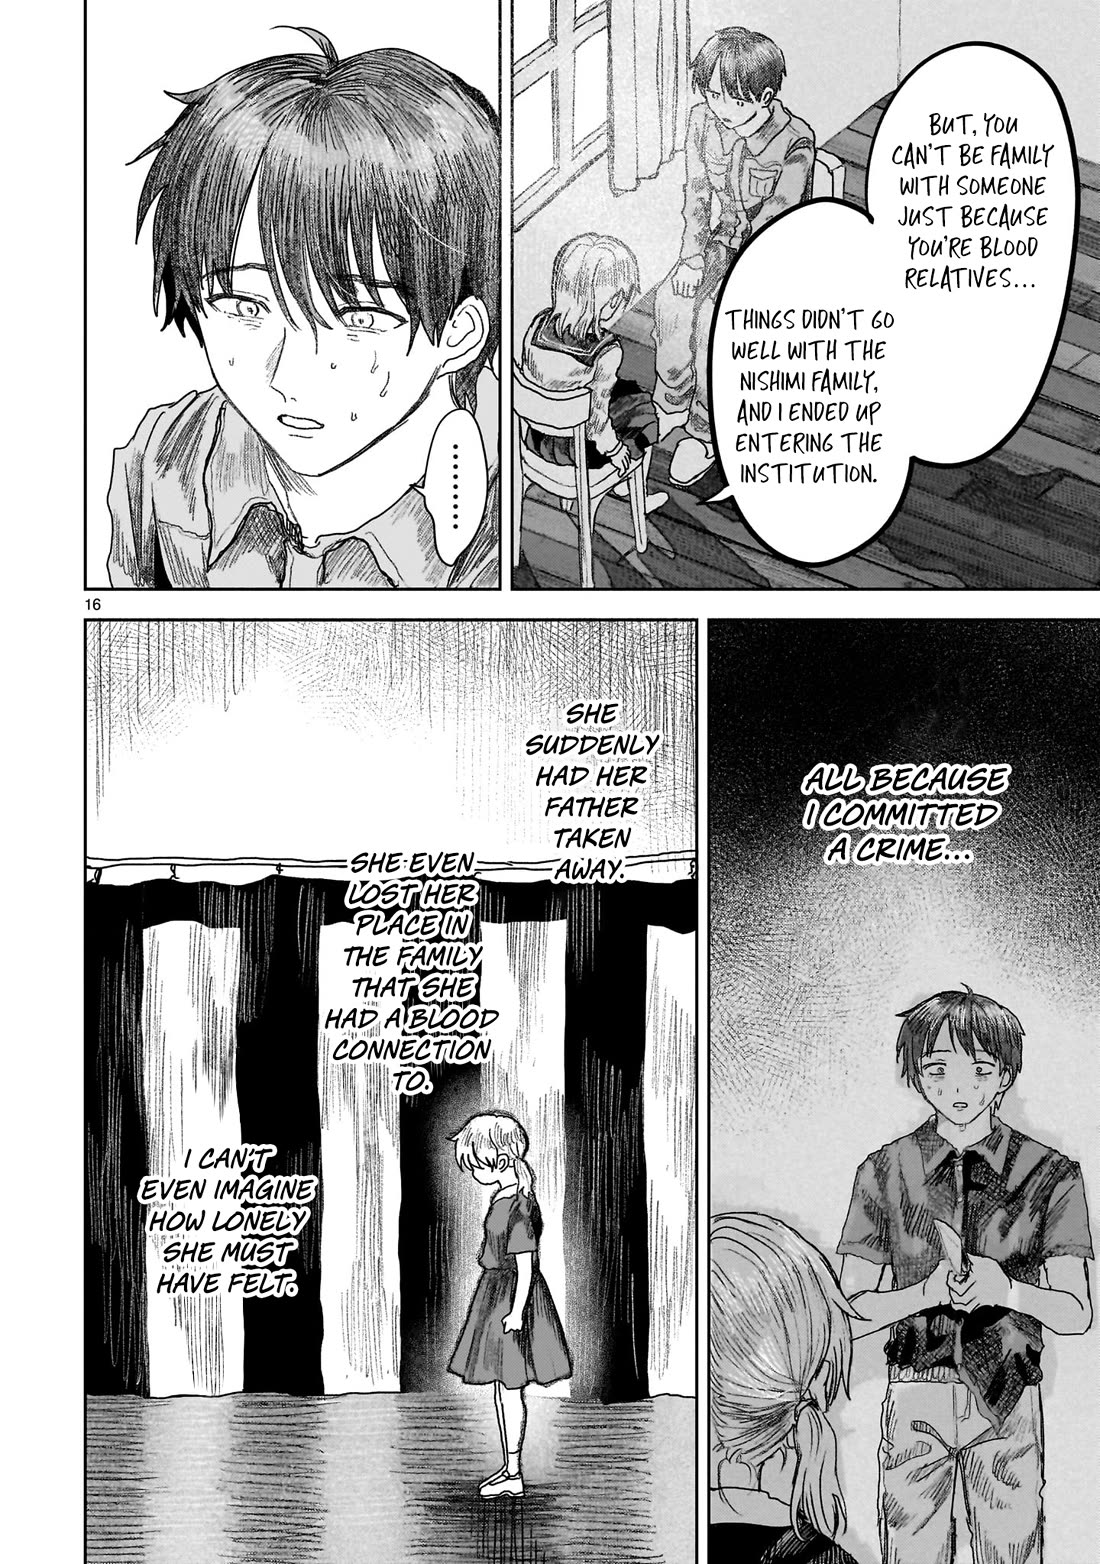 BUT, YOU
CAN'T BE FAMILY
WITH SOMEONE
JUST BECAUSE
YOU'RE BLOOD
RELATIVES...
THINGS DIDN'T GO
WELL WITH THE
NISHIMI FAMILY,
AND I ENDED UP
ENTERING THE
INSTITUTION.
........
16
ALL BECAUSE
I COMMITTED
A CRIME...
SHE
SUDDENLY
HAD HER
FATHER
TAKEN
AWAY.
SHE EVEN
LOST HER
PLACE IN
THE FAMILY
THAT SHE
HAD A BLOOD
CONNECTION
TO.
I CAN'T
EVEN IMAGINE
HOW LONELY
SHE MUST
HAVE FELT.